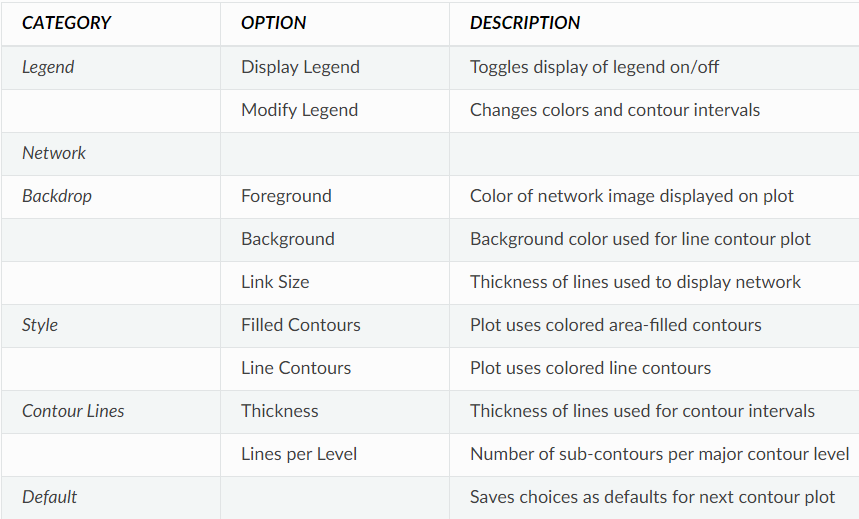 CATEGORY OPTION DESCRIPTION
Legend Display Legend Toggles display of legend on/off
Modify Legend Changes colors and contour intervals
Network
Backdrop Foreground Color of network image displayed on plot
Background Background color used for line contour plot
Link Size Thickness of lines used to display network
Style Filled Contours Plot uses colored area-filled contours
Line Contours Plot uses colored line contours
Contour Lines Thickness Thickness of lines used for contour intervals
Lines per Level Number of sub-contours per major contour level
Default Saves choices as defaults for next contour plot